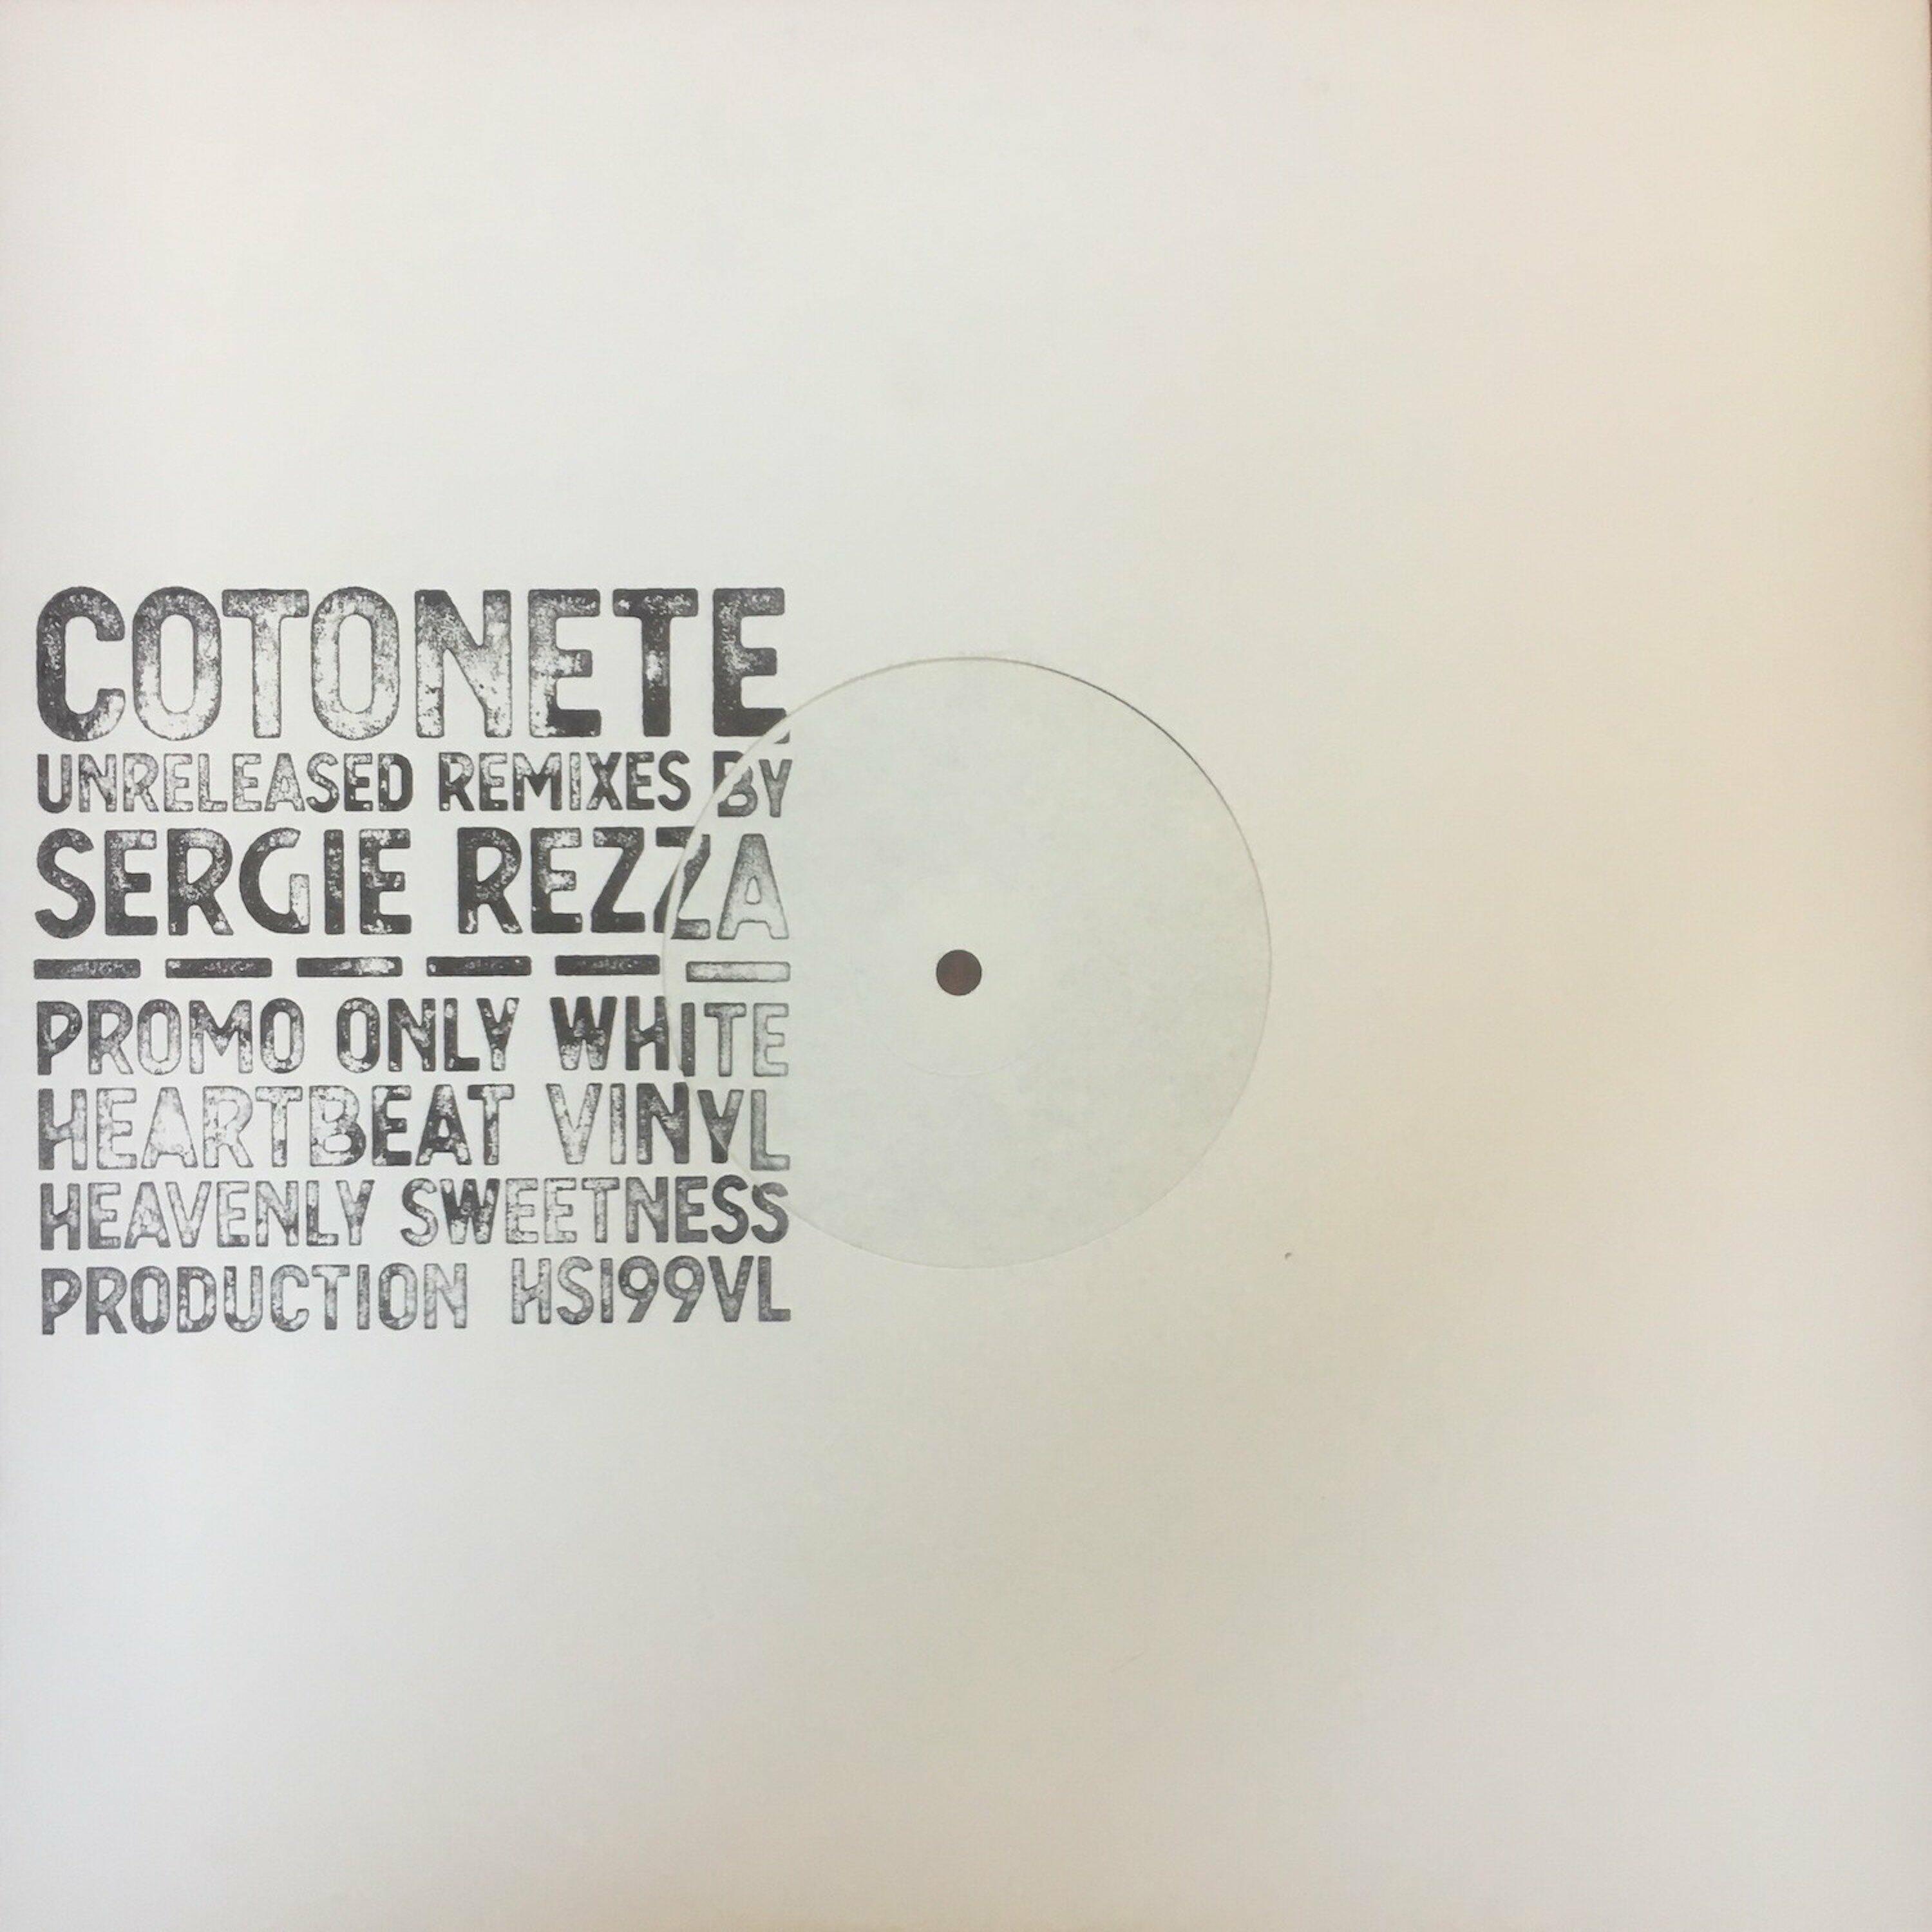 COTONETE
UNRELEASED REMIXES BY
SERGIE REZZA
PROMO ONLY WHITE
HEARTBEAT VINYL
HEAVENLY SWEETNESS
PRODUCTION HS199VL